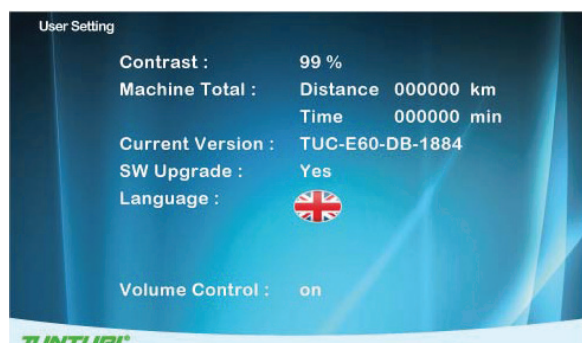 User Setting
Contrast : 99 %
Machine Total : Distance 000000 km
Time 000000 min
Current Version : TUC-E60-DB-1884
SW Upgrade : Yes
Language :
Volume Control : on
TUNTURI®